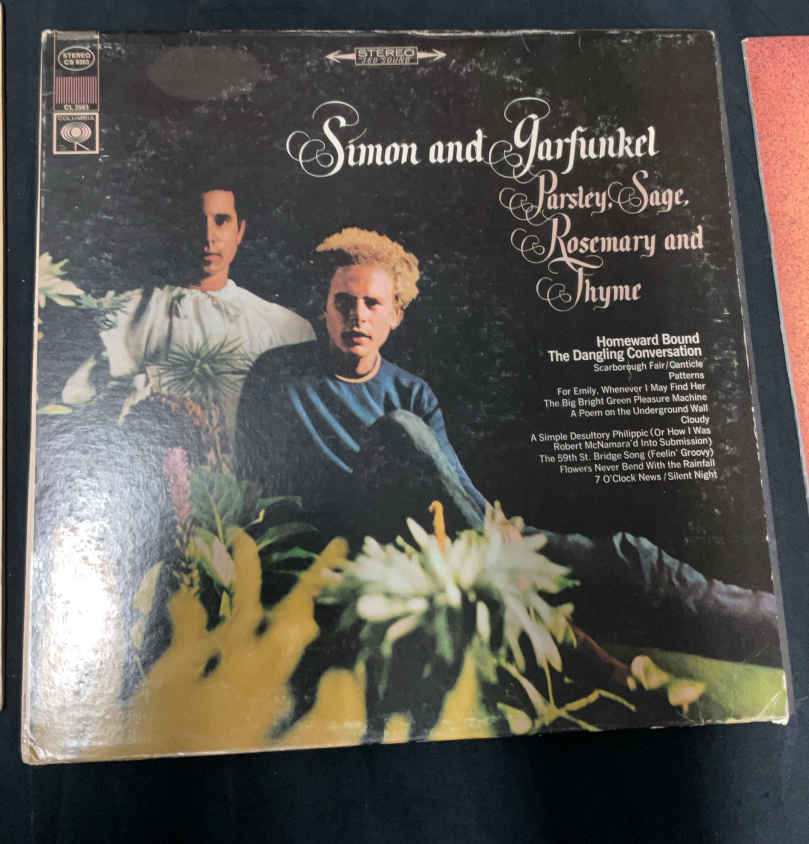 STEREO
CS 9363
CL 2563
COLUMBIA
STEREO
360 SOUND
Simon and Garfunkel
Parsley, Sage,
Rosemary and
Thyme
Homeward Bound
The Dangling Conversation
Scarborough Fair/Canticle
Patterns
For Emily, Whenever I May Find Her
The Big Bright Green Pleasure Machine
A Poem on the Underground Wall
Cloudy
A Simple Desultory Philippic (Or How I Was
Robert McNamara'd Into Submission)
The 59th St. Bridge Song (Feelin' Groovy)
Flowers Never Bend With the Rainfall
7 O'Clock News / Silent Night